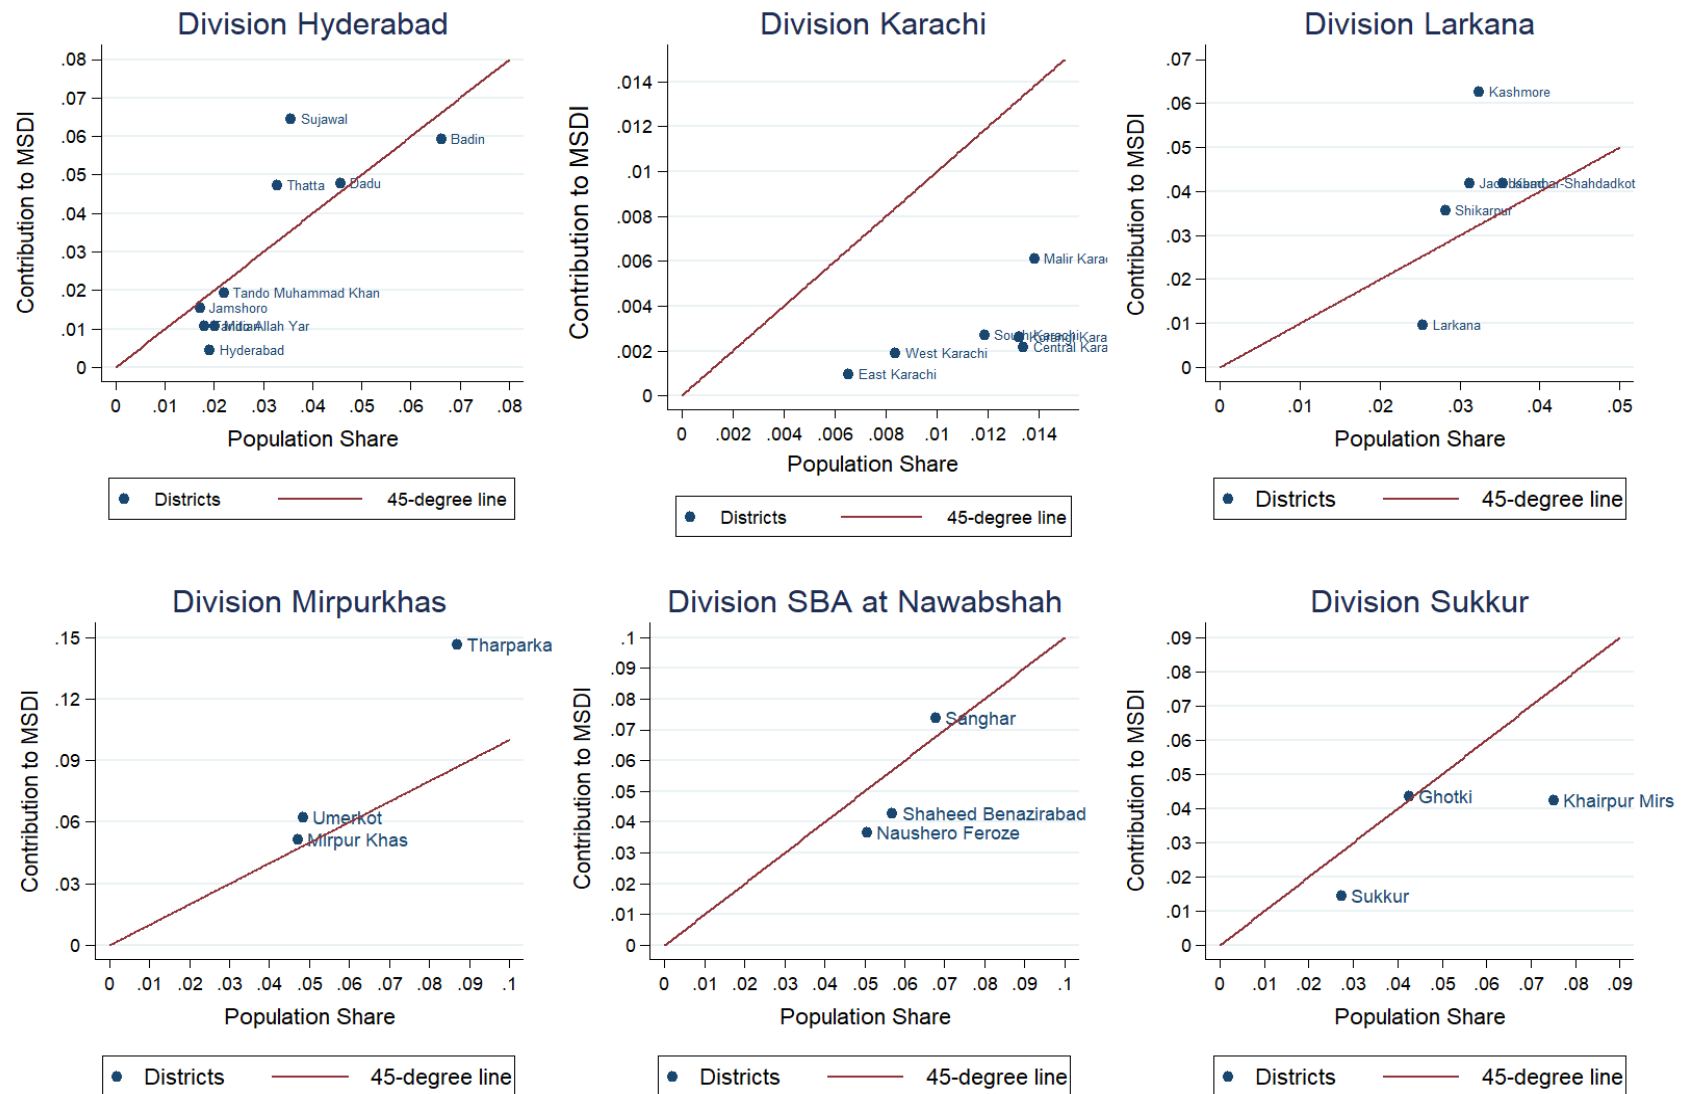 Division Hyderabad
Contribution to MSDI
.08
.07
.06
.05
.04
.03
.02
.01
0
Sujawal
Badin
Thatta
Dadu
Tando Muhammad Khan
Jamshoro
Allah Yar
Hyderabad
0 .01 .02 .03 .04 .05 .06 .07 .08
Population Share
Districts 45-degree line
Division Karachi
Contribution to MSDI
.014
.012
.01
.008
.006
.004
.002
0
Malir Karac
South Karachi
Central Kara
West Karachi
East Karachi
0 .002 .004 .006 .008 .01 .012 .014
Population Share
Districts 45-degree line
Division Larkana
Contribution to MSDI
.07
.06
.05
.04
.03
.02
.01
0
Kashmore
-Shahdadkot
Shikarpur
Larkana
0 .01 .02 .03 .04 .05
Population Share
Districts 45-degree line
Division Mirpurkhas
Contribution to MSDI
.15
.12
.09
.06
.03
0
Tharparka
Umerkot
Mirpur Khas
0 .01 .02 .03 .04 .05 .06 .07 .08 .09 .1
Population Share
Districts 45-degree line
Division SBA at Nawabshah
Contribution to MSDI
.1
.09
.08
.07
.06
.05
.04
.03
.02
.01
0
Sanghar
Shaheed Benazirabad
Naushero Feroze
0 .01 .02 .03 .04 .05 .06 .07 .08 .09 .1
Population Share
Districts 45-degree line
Division Sukkur
Contribution to MSDI
.09
.08
.07
.06
.05
.04
.03
.02
.01
0
Ghotki
Khairpur Mirs
Sukkur
0 .01 .02 .03 .04 .05 .06 .07 .08 .09
Population Share
Districts 45-degree line